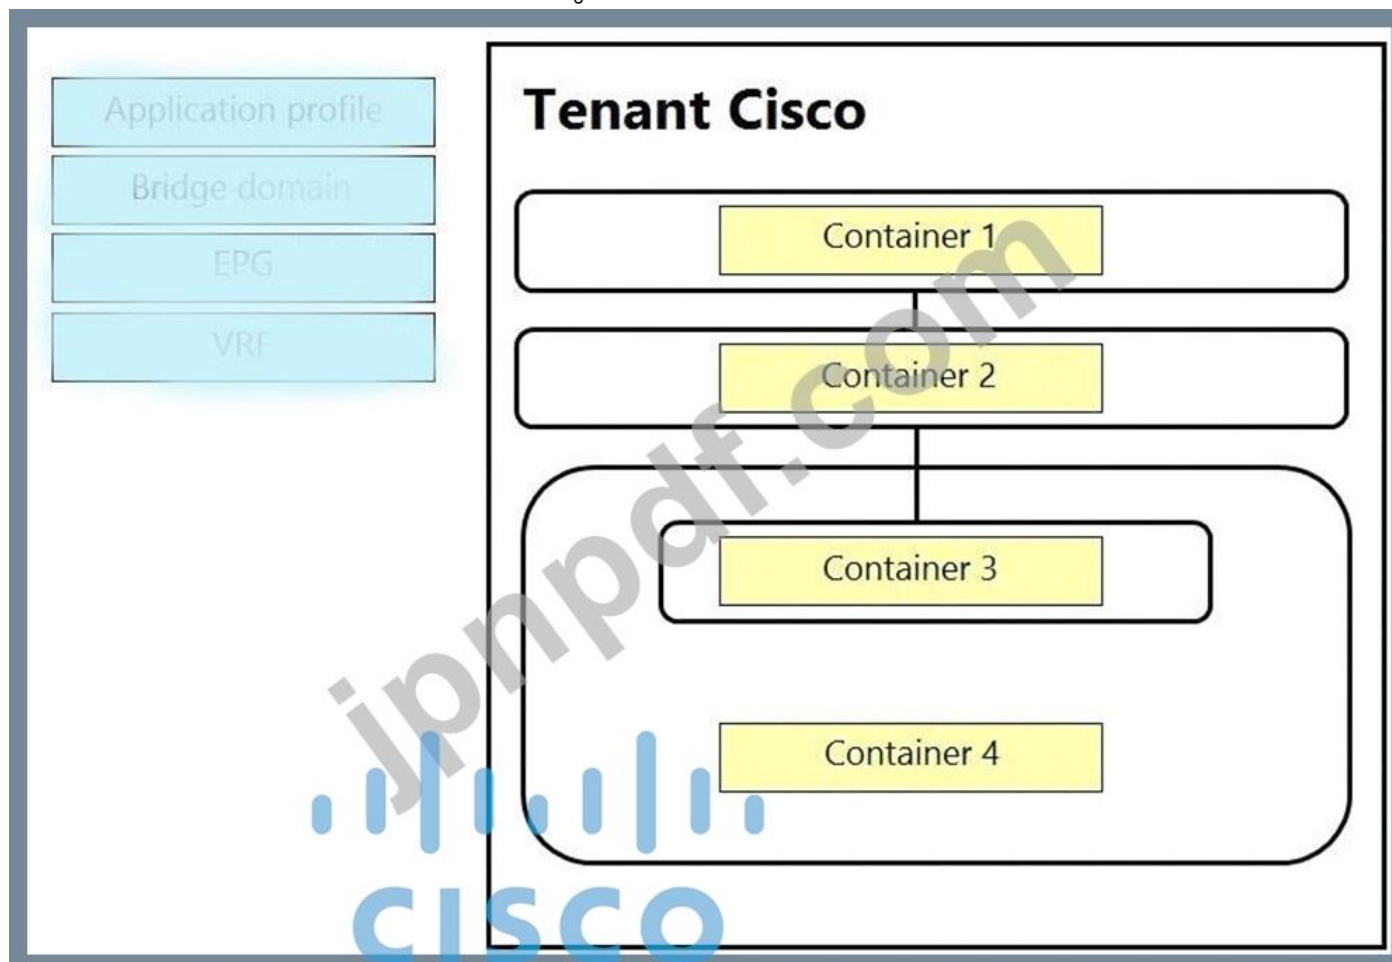 Application profile
Bridge domain
EPG
VRF
Tenant Cisco
Container 1
Container 2
Container 3
Container 4
jpnpdf.com
CISCO